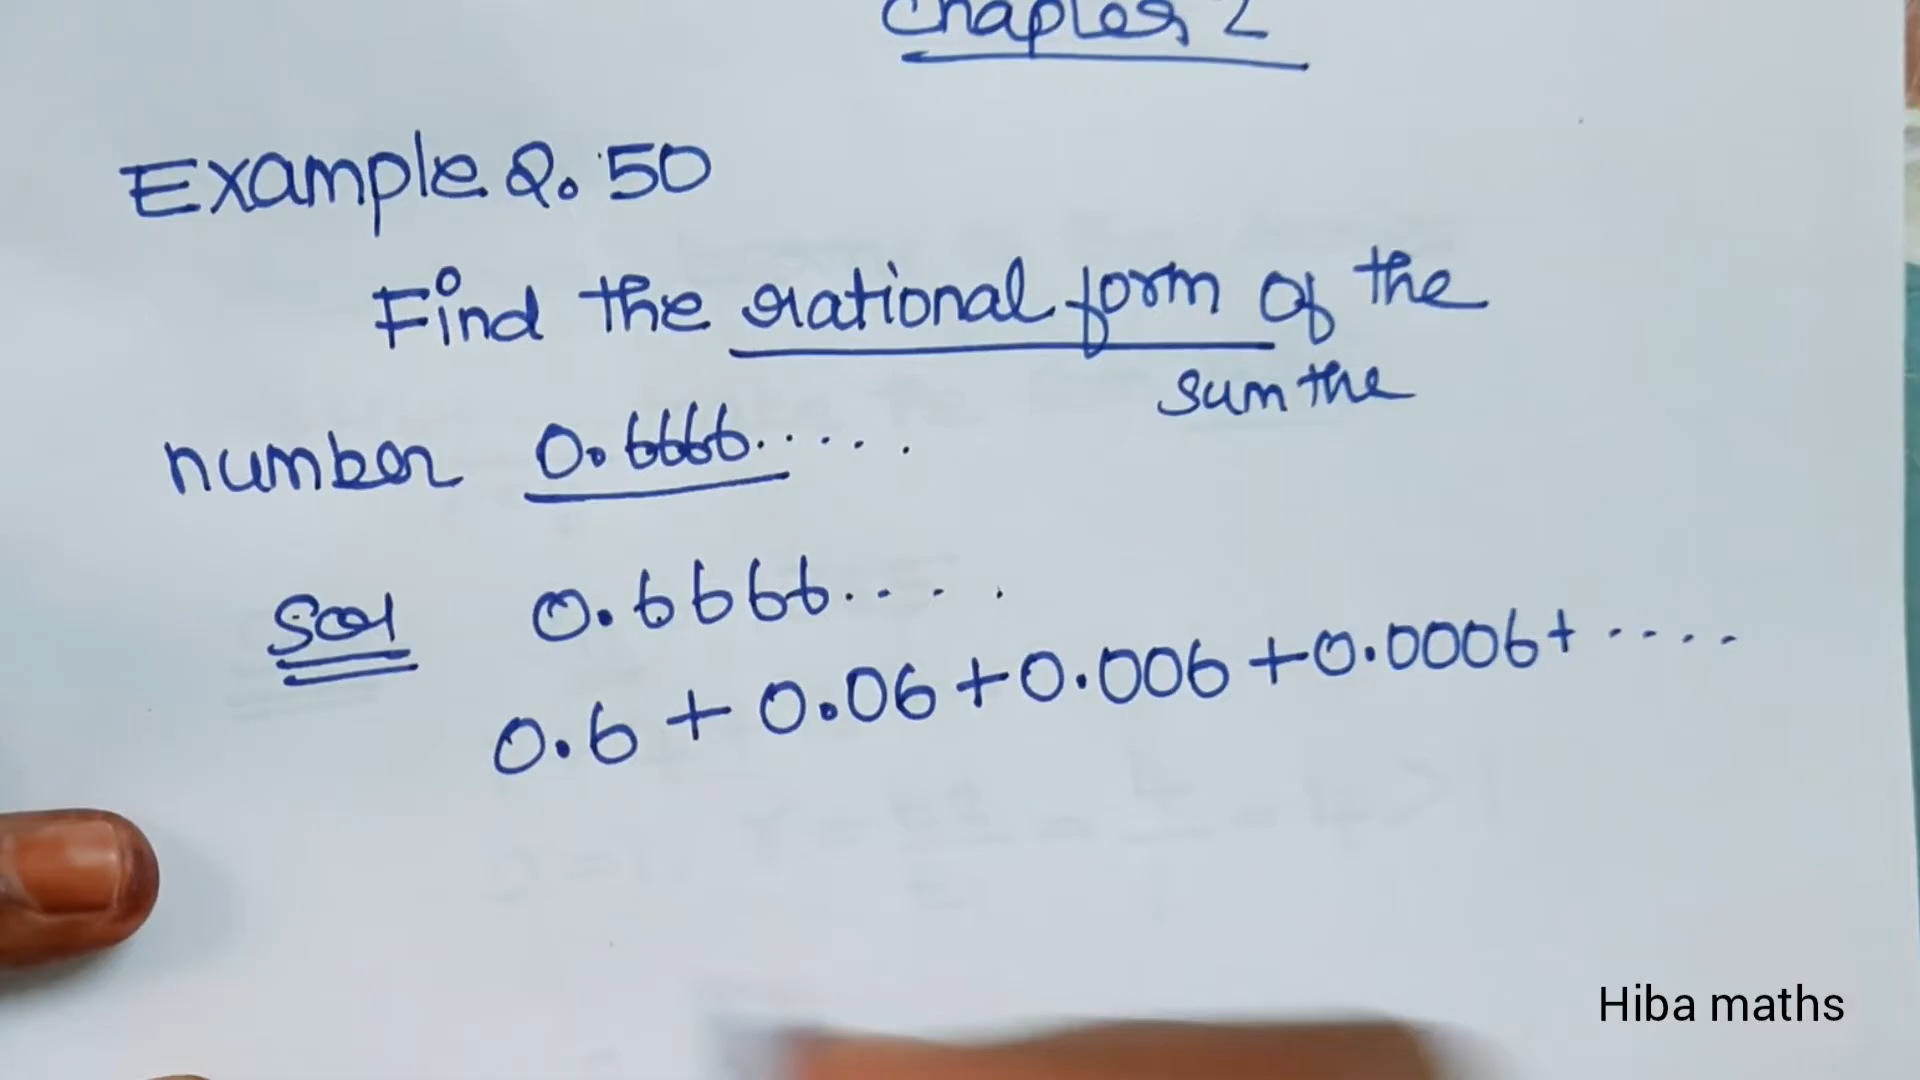 Chapter 2
Example 2.50
Find the rational form of the
sum the
number 0.6666.....
Sol 0.6666.....
0.6 + 0.06 + 0.006 + 0.0006 + ....
Hiba maths